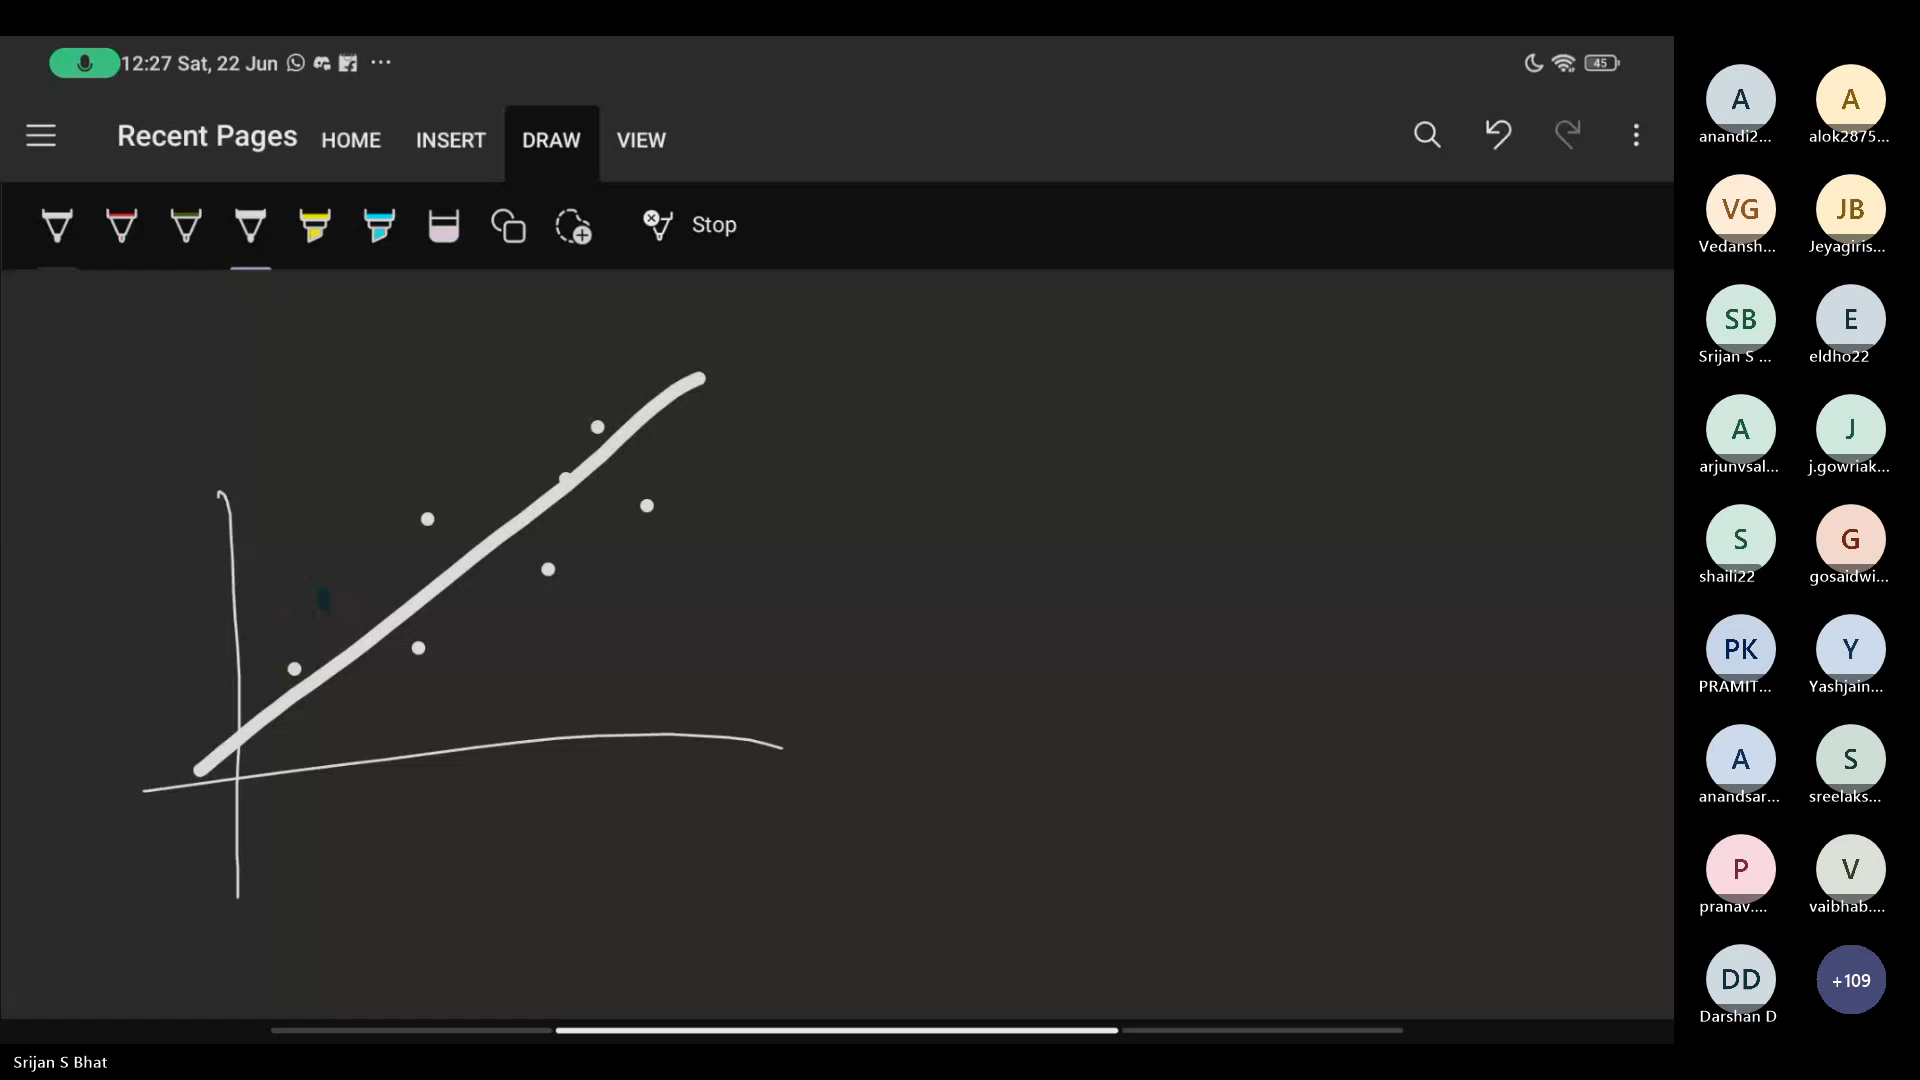 12:27 Sat, 22 Jun
45
Recent Pages HOME INSERT DRAW VIEW
Stop
A A
anandi2... alok2875...
VG JB
Vedansh... Jeyagiris...
SB E
Srijan S ... eldho22
A J
arjunvsal... j.gowriak...
S G
shaili22 gosaidwi...
PK Y
PRAMIT... Yashjain...
A S
anandsar... sreelaks...
P V
pranav.... vaibhab....
DD +109
Darshan D
Srijan S Bhat